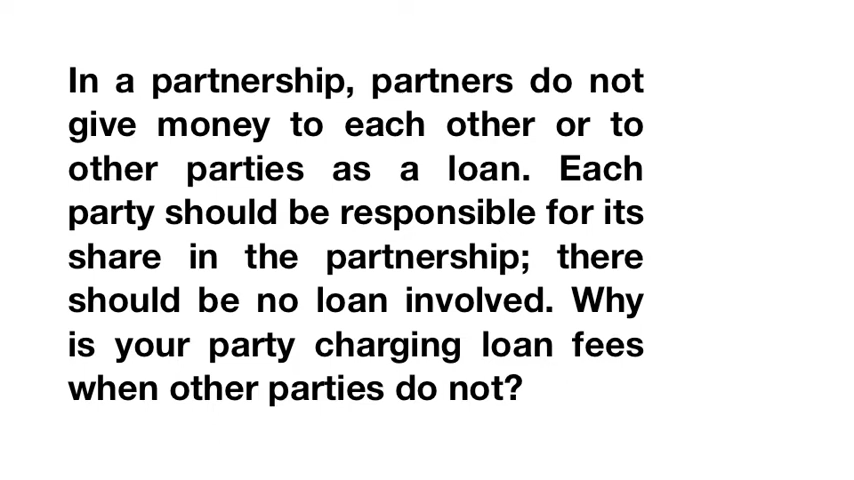 In a partnership, partners do not
give money to each other or to
other parties as a loan. Each
party should be responsible for its
share in the partnership; there
should be no loan involved. Why
is your party charging loan fees
when other parties do not?